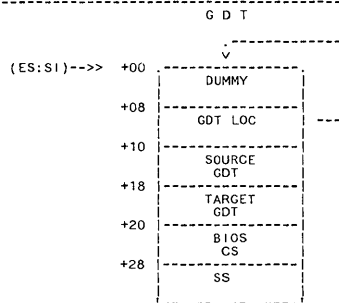 G D T
(ES:SI)-->> +00
DUMMY
+08
GDT LOC
+10
SOURCE
GDT
+18
TARGET
GDT
+20
BIOS
CS
+28
SS